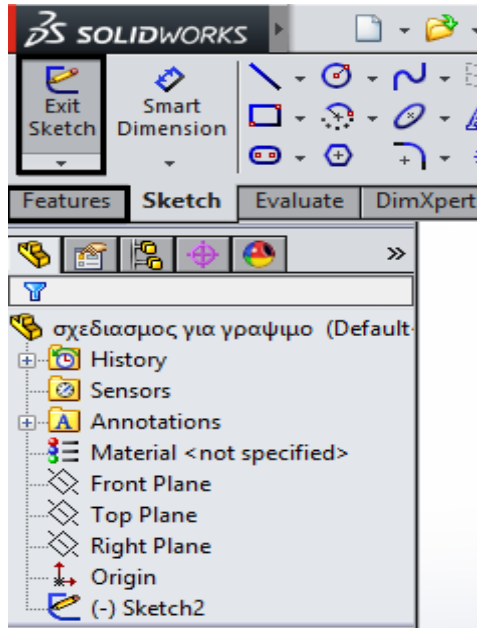 SOLIDWORKS
Exit Sketch
Smart Dimension
Features Sketch Evaluate DimXpert
σχεδιασμος για γραψιμο (Default
History
Sensors
A Annotations
Material <not specified>
Front Plane
Top Plane
Right Plane
Origin
(-) Sketch2